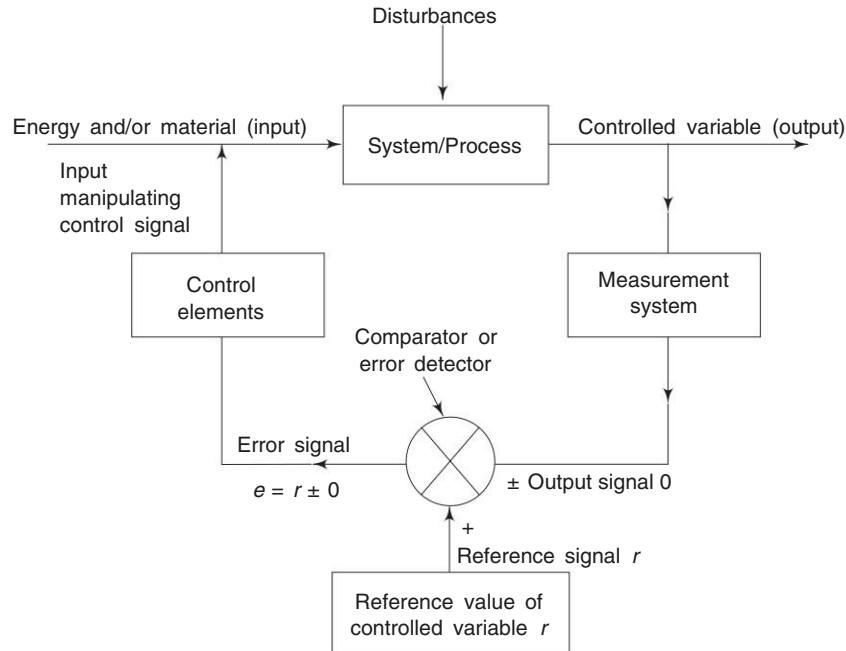 Disturbances
Energy and/or material (input)
System/Process
Controlled variable (output)
Input
manipulating
control signal
Control
elements
Measurement
system
Comparator or
error detector
Error signal
e = r ± 0
± Output signal 0
+
Reference signal r
Reference value of
controlled variable r